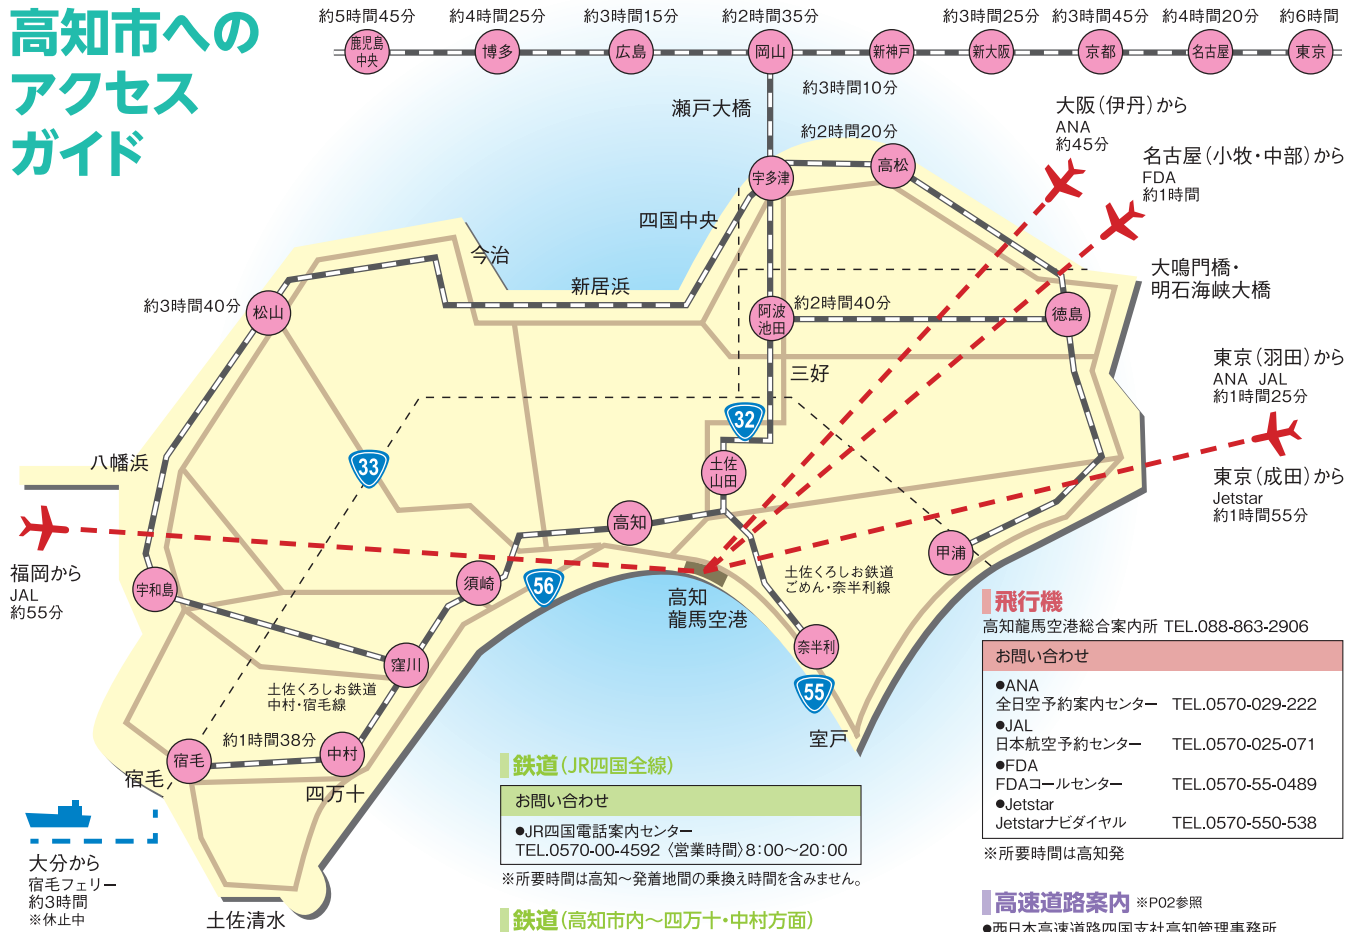 高知市への
アクセス
ガイド
約5時間45分
約4時間25分
約3時間15分
約2時間35分
約3時間25分
約3時間45分
約4時間20分
約6時間
鹿児島
中央
博多
広島
岡山
新神戸
新大阪
京都
名古屋
東京
約3時間10分
瀬戸大橋
約2時間20分
宇多津
高松
大阪(伊丹)から
ANA
約45分
名古屋(小牧・中部)から
FDA
約1時間
四国中央
今治
新居浜
大鳴門橋・
明石海峡大橋
約3時間40分
松山
阿波
池田
約2時間40分
徳島
三好
東京(羽田)から
ANA JAL
約1時間25分
32
33
八幡浜
土佐
山田
東京(成田)から
Jetstar
約1時間55分
高知
甲浦
福岡から
JAL
約55分
宇和島
須崎
56
高知
龍馬空港
土佐くろしお鉄道
ごめん・奈半利線
奈半利
窪川
土佐くろしお鉄道
中村・宿毛線
55
室戸
約1時間38分
宿毛
中村
宿毛
四万十
大分から
宿毛フェリー
約3時間
※休止中
土佐清水
鉄道(JR四国全線)
お問い合わせ
●JR四国電話案内センター
TEL.0570-00-4592〈営業時間〉8:00〜20:00
※所要時間は高知〜発着地間の乗換え時間を含みません。
鉄道(高知市内〜四万十・中村方面)
飛行機
高知龍馬空港総合案内所 TEL.088-863-2906
お問い合わせ
●ANA
全日空予約案内センター TEL.0570-029-222
●JAL
日本航空予約センター TEL.0570-025-071
●FDA
FDAコールセンター TEL.0570-55-0489
●Jetstar
Jetstarナビダイヤル TEL.0570-550-538
※所要時間は高知発
高速道路案内 ※P02参照
●西日本高速道路四国支社高知管理事務所